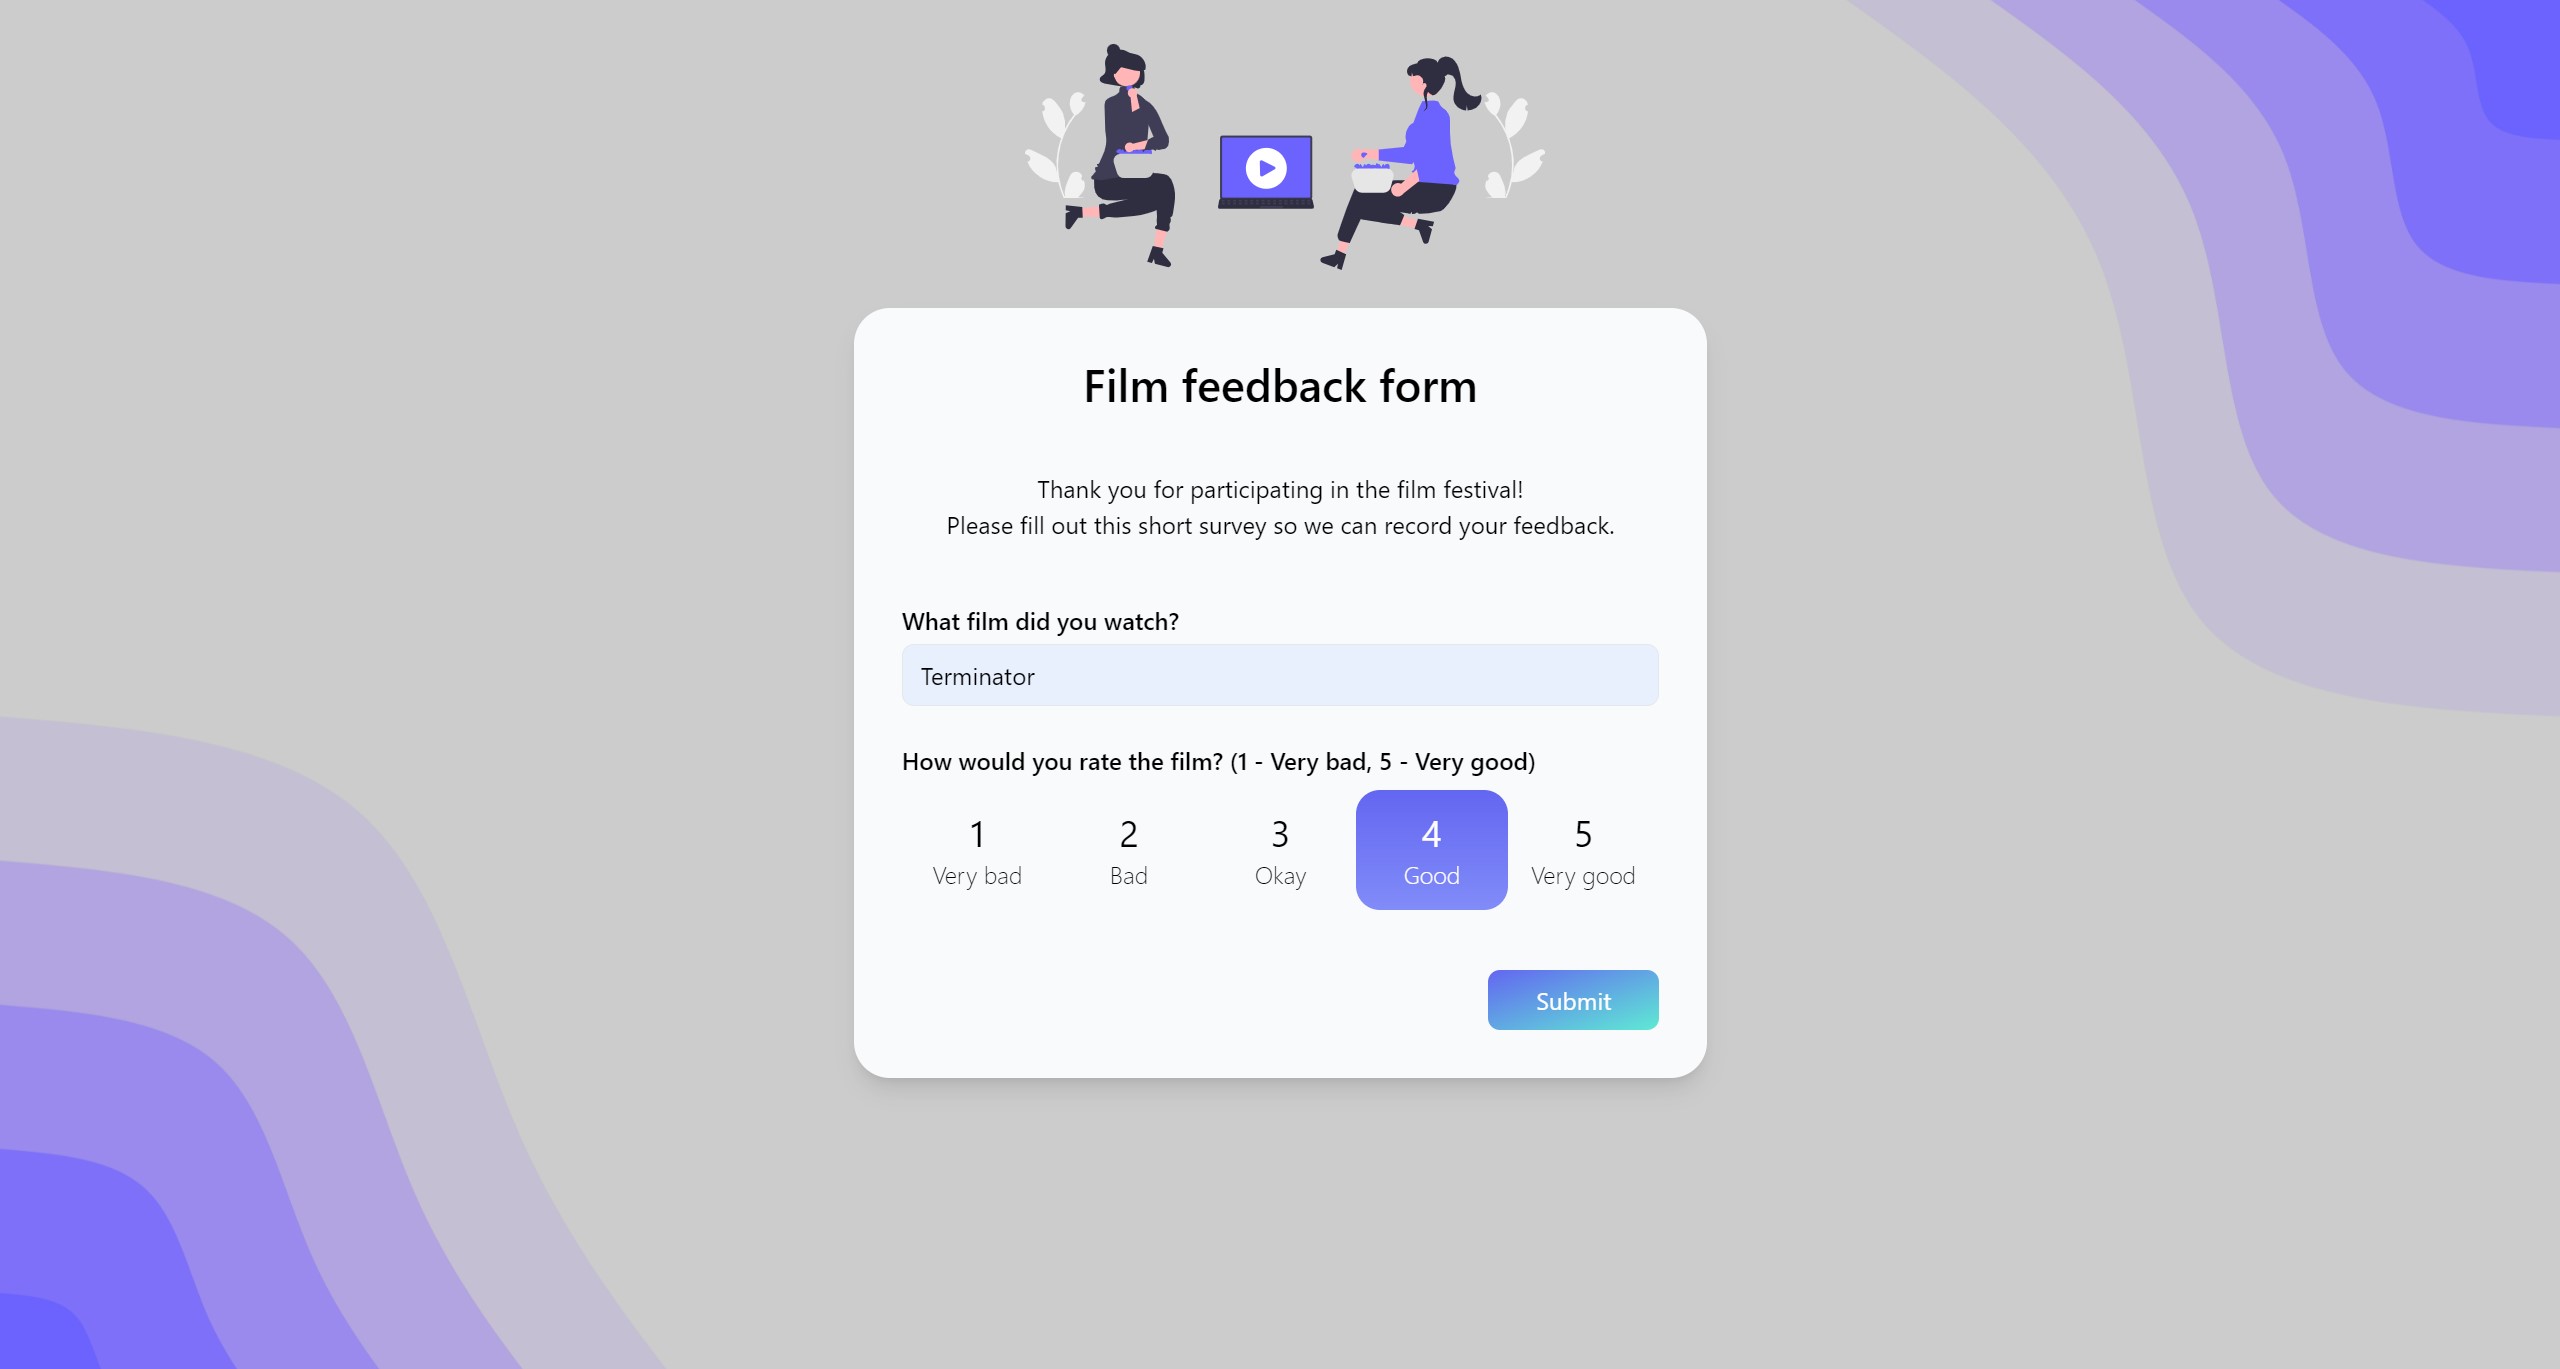 Film feedback form
Thank you for participating in the film festival!
Please fill out this short survey so we can record your feedback.
What film did you watch?
Terminator
How would you rate the film? (1 - Very bad, 5 - Very good)
1 2 3 4 5
Very bad Bad Okay Good Very good
Submit